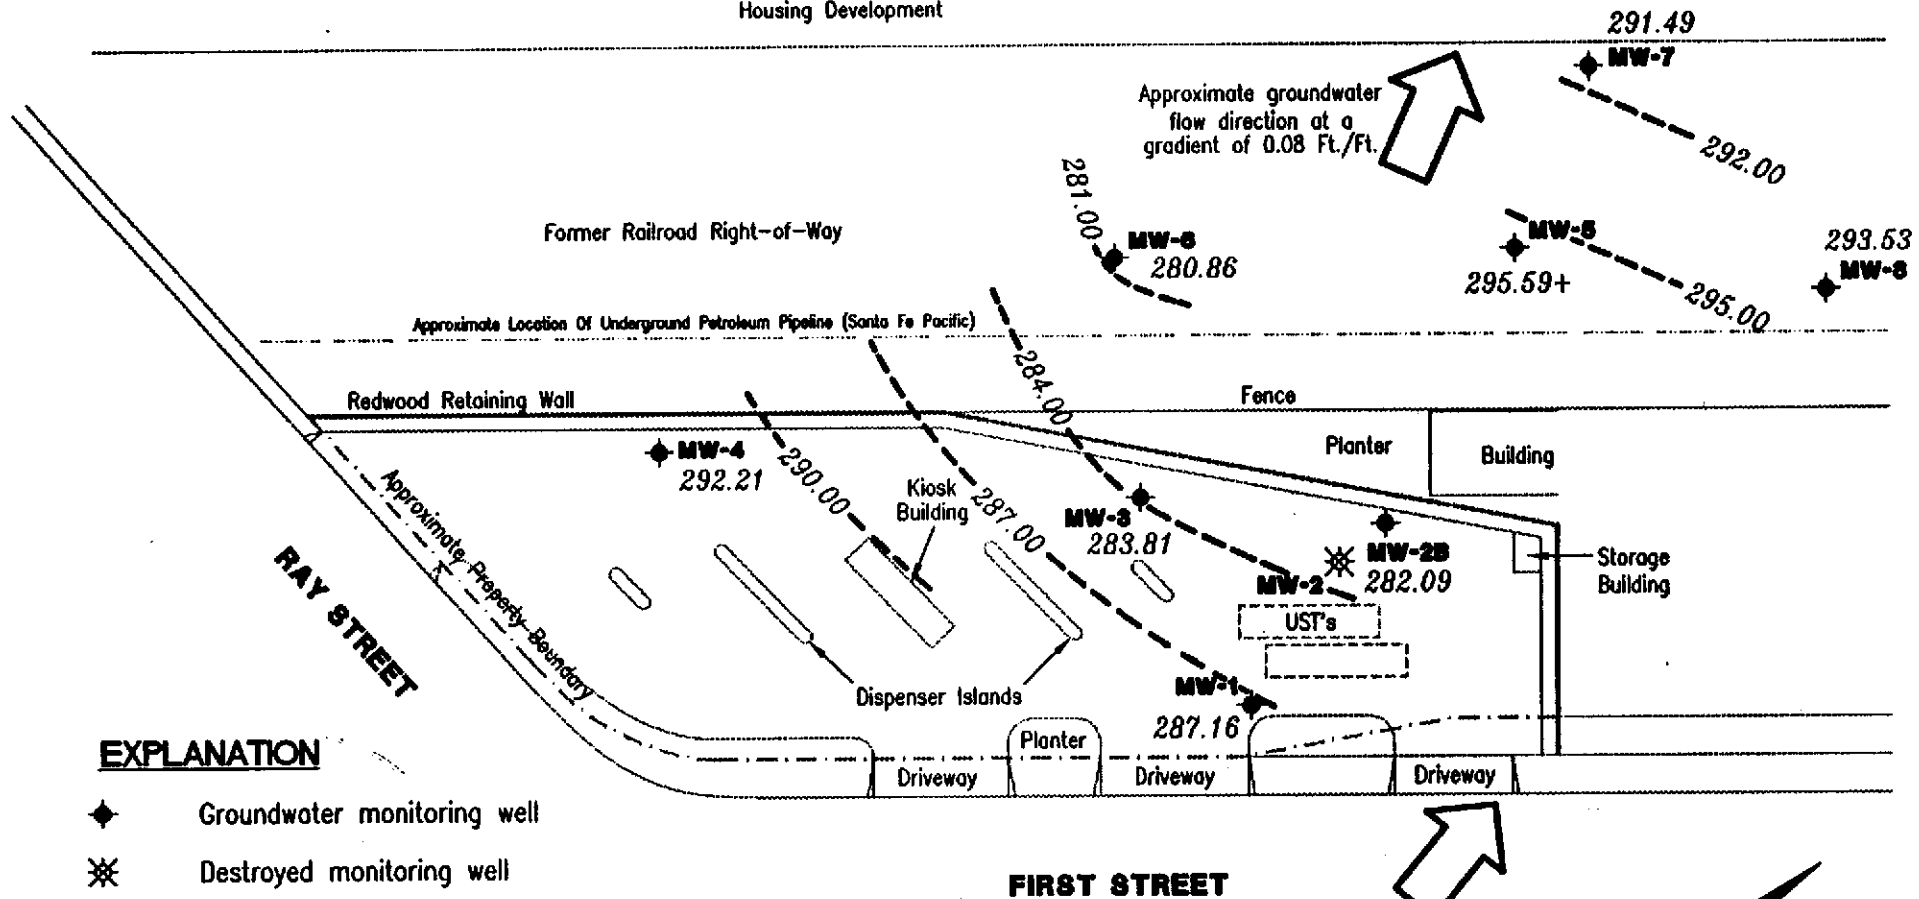 Housing Development
291.49
MW-7
Approximate groundwater
flow direction at a
gradient of 0.08 Ft./Ft.
292.00
281.00
Former Railroad Right-of-Way
MW-6
280.86
MW-5
295.59+
293.53
MW-8
295.00
Approximate Location Of Underground Petroleum Pipeline (Santa Fe Pacific)
284.00
Redwood Retaining Wall
Fence
MW-4
292.21
290.00
Kiosk
Building
287.00
Planter
Building
MW-3
283.81
MW-2B
282.09
MW-2
Storage
Building
UST's
Approximate Property Boundary
RAY STREET
Dispenser Islands
MW-1
287.16
Planter
Driveway
Driveway
Driveway
EXPLANATION
Groundwater monitoring well
Destroyed monitoring well
FIRST STREET